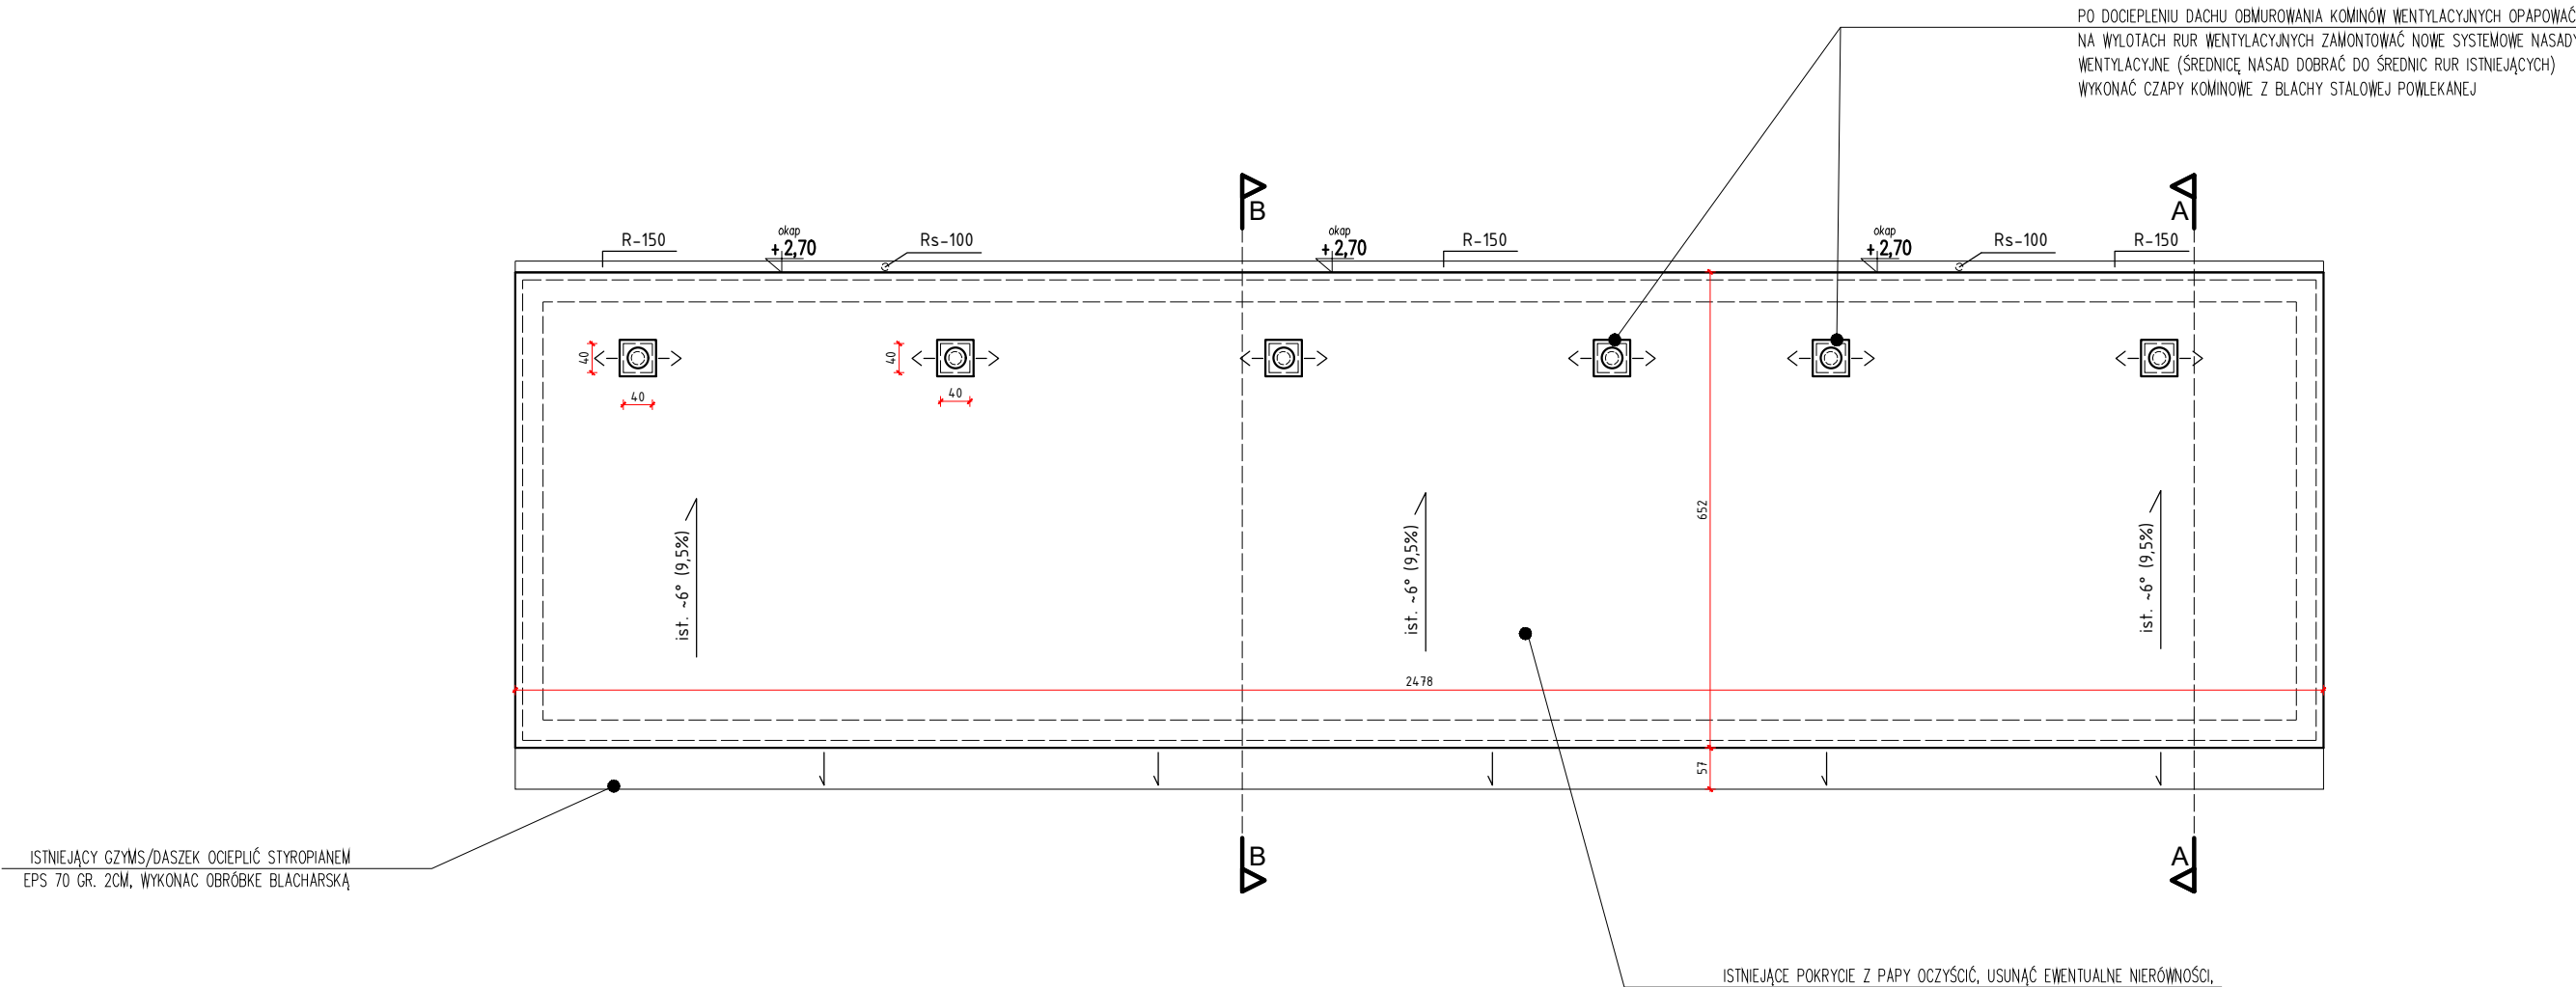 PO DOCIEPLENIU DACHU OBMUROWANIA KOMINÓW WENTYLACYJNYCH OPAPOWAĆ
NA WYLOTACH RUR WENTYLACYJNYCH ZAMONTOWAĆ NOWE SYSTEMOWE NASADY
WENTYLACYJNE (ŚREDNICĘ NASAD DOBRAĆ DO ŚREDNIC RUR ISTNIEJĄCYCH)
WYKONAĆ CZAPY KOMINOWE Z BLACHY STALOWEJ POWLEKANEJ
B
A
R-150
okap
+2,70
Rs-100
okap
+2,70
R-150
okap
+2,70
Rs-100
R-150
40
40
40
40
652
ist. ~6° (9,5%)
ist. ~6° (9,5%)
ist. ~6° (9,5%)
2478
57
B
A
ISTNIEJĄCY GZYMS/DASZEK OCIEPLIĆ STYROPIANEM
EPS 70 GR. 2CM, WYKONAC OBRÓBKE BLACHARSKĄ
ISTNIEJĄCE POKRYCIE Z PAPY OCZYŚCIĆ, USUNĄĆ EWENTUALNE NIERÓWNOŚCI,